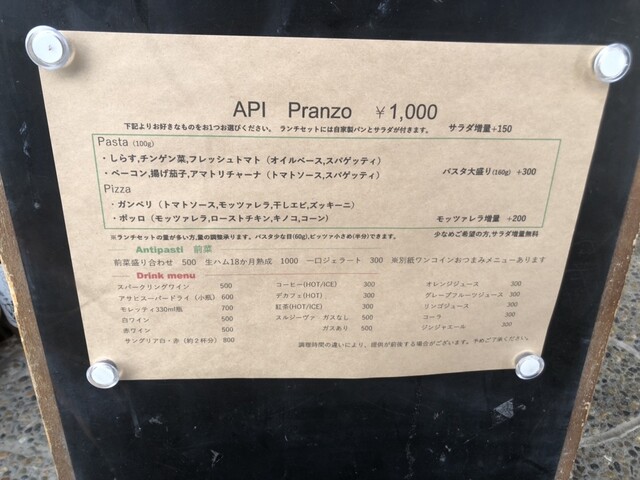 API Pranzo ￥1,000
下記よりお好きなものをお1つお選びください。 ランチセットには自家製パンとサラダが付きます。 サラダ増量+150
Pasta (100g)
・しらす,チンゲン菜,フレッシュトマト（オイルベース,スパゲッティ）
・ベーコン,揚げ茄子,アマトリチャーナ（トマトソース,スパゲッティ） パスタ大盛り(160g) +300
Pizza
・ガンベリ（トマトソース,モッツァレラ,干しエビ,ズッキーニ）
・ポッロ（モッツァレラ,ローストチキン,キノコ,コーン） モッツァレラ増量 +200
※ランチセットの量が多い方,量の調整承ります。パスタ少な目(60g),ピッツァ小さめ(半分)できます。 少なめご希望の方,サラダ増量無料
Antipasti 前菜
前菜盛り合わせ 500 生ハム18か月熟成 1000 一口ジェラート 300 ※別紙ワンコインおつまみメニューあります
Drink menu
スパークリングワイン 500 コーヒー(HOT/ICE) 300 オレンジジュース 300
アサヒスーパードライ（小瓶） 600 デカフェ(HOT) 300 グレープフルーツジュース 300
モレッティ330ml瓶 700 紅茶(HOT/ICE) 300 リンゴジュース 300
白ワイン 500 スルジーヴァ ガスなし 500 コーラ 300
赤ワイン 500 ガスあり 500 ジンジャエール 300
サングリア白・赤（約２杯分） 800
調理時間の違いにより、提供が前後する場合がございます。予めご了承ください。